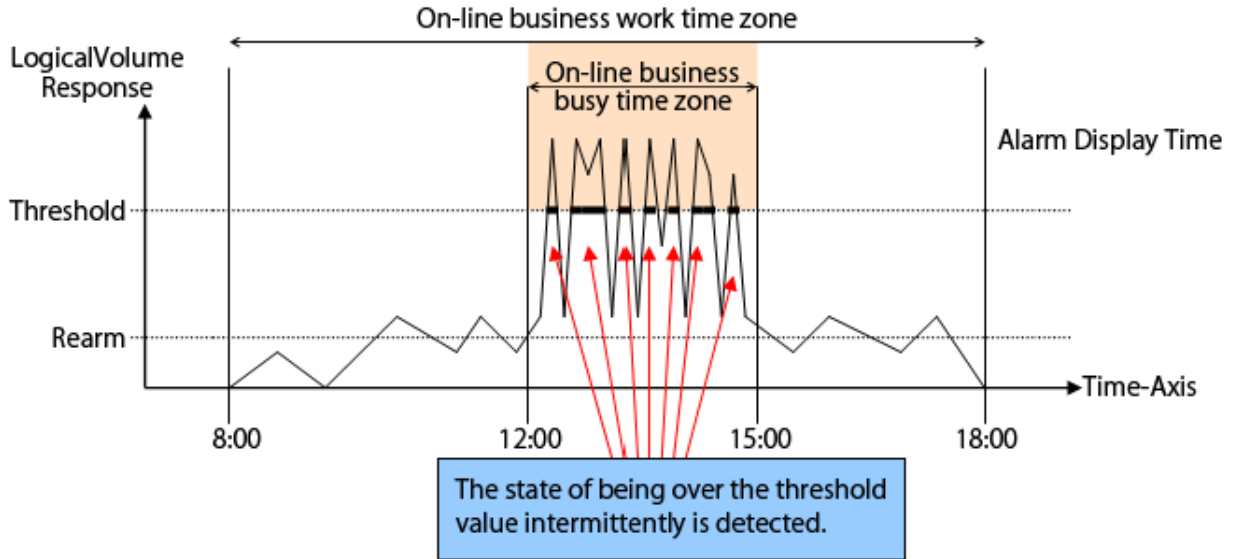 On-line business work time zone
LogicalVolume
Response
On-line business
busy time zone
Alarm Display Time
Threshold
Rearm
Time-Axis
8:00
12:00
15:00
18:00
The state of being over the threshold
value intermittently is detected.